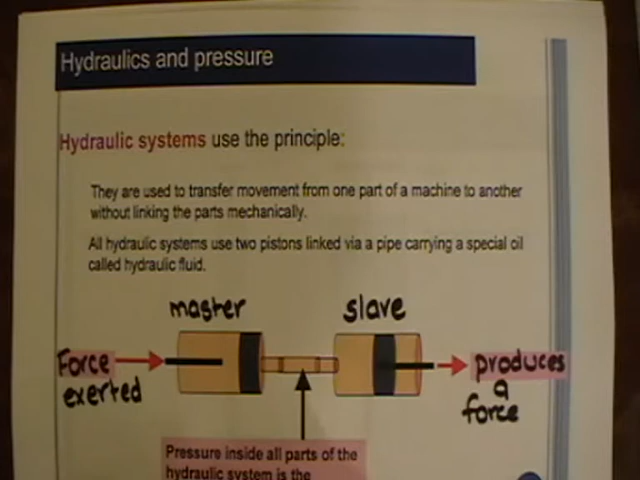 Hydraulics and pressure
Hydraulic systems use the principle:
They are used to transfer movement from one part of a machine to another
without linking the parts mechanically.
All hydraulic systems use two pistons linked via a pipe carrying a special oil
called hydraulic fluid.
master
slave
Force
exerted
produces
a
force
Pressure inside all parts of the
hydraulic system is the